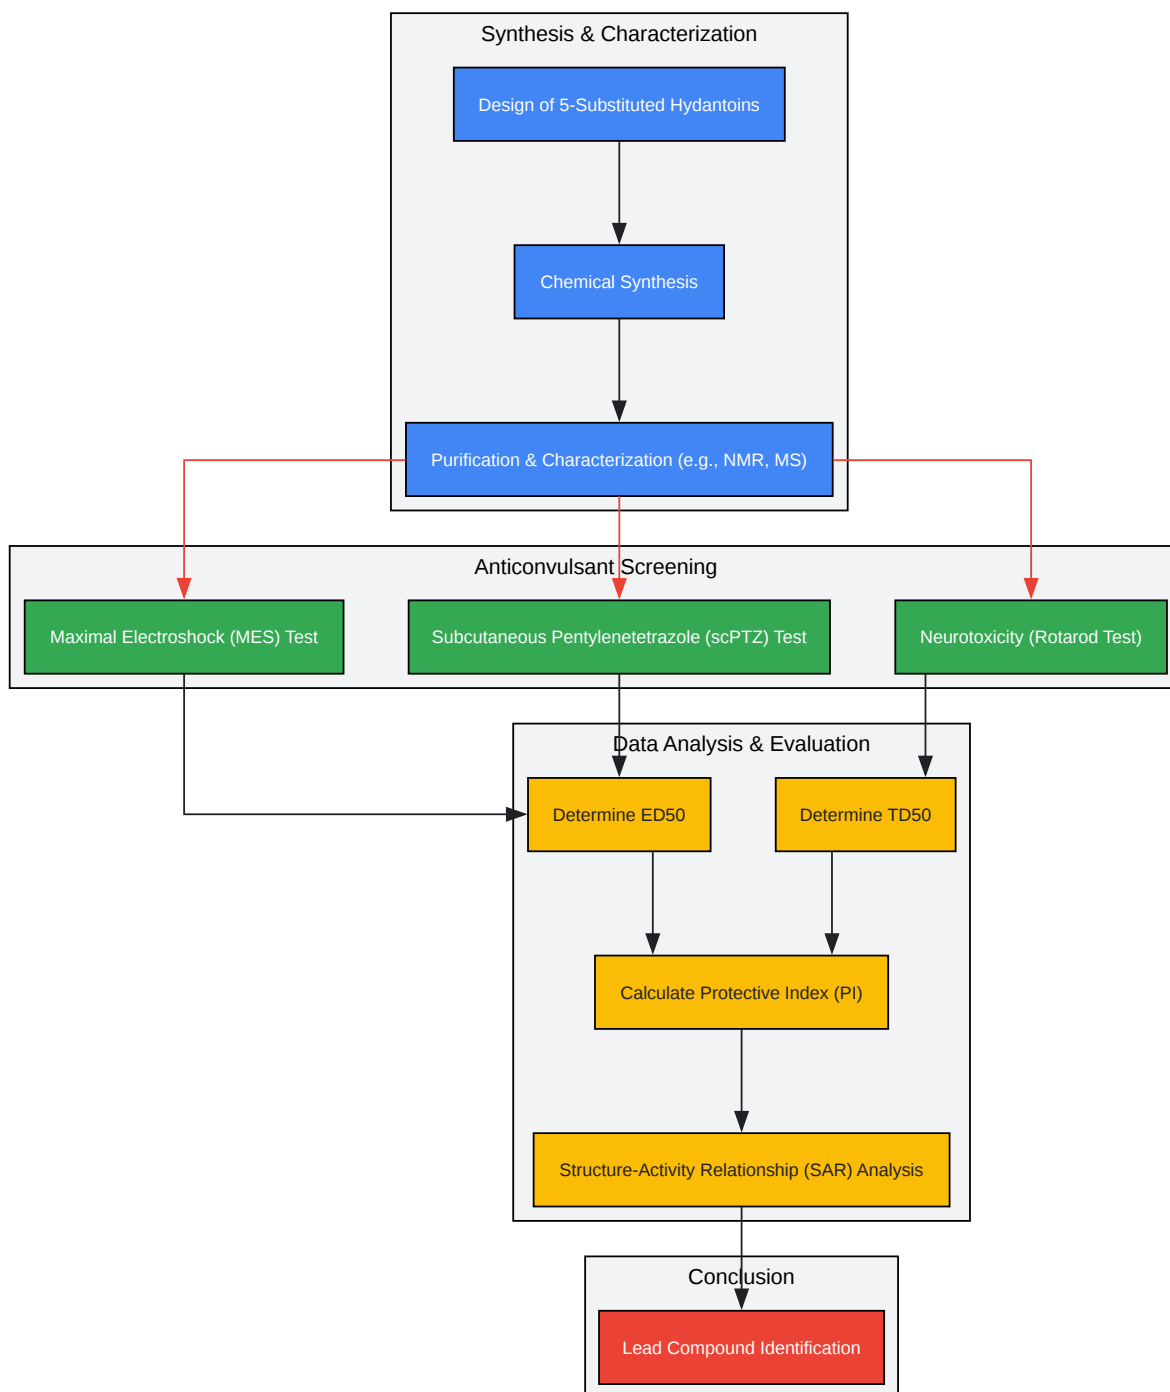 Synthesis & Characterization
Design of 5-Substituted Hydantoins
Chemical Synthesis
Purification & Characterization (e.g., NMR, MS)
Anticonvulsant Screening
Maximal Electroshock (MES) Test
Subcutaneous Pentylenetetrazole (scPTZ) Test
Neurotoxicity (Rotarod Test)
Data Analysis & Evaluation
Determine ED50
Determine TD50
Calculate Protective Index (PI)
Structure-Activity Relationship (SAR) Analysis
Conclusion
Lead Compound Identification